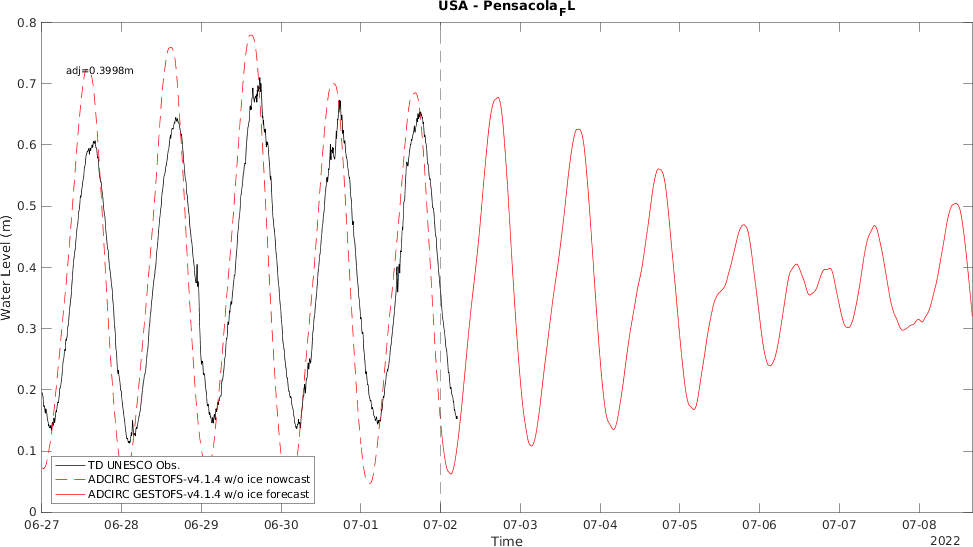 USA - Pensacola_FL
0.8
0.7
0.6
0.5
0.4
0.3
0.2
0.1
0
Water Level (m)
adj=0.3998m
TD UNESCO Obs.
ADCIRC GESTOFS-v4.1.4 w/o ice nowcast
ADCIRC GESTOFS-v4.1.4 w/o ice forecast
06-27 06-28 06-29 06-30 07-01 07-02 07-03 07-04 07-05 07-06 07-07 07-08
Time
2022